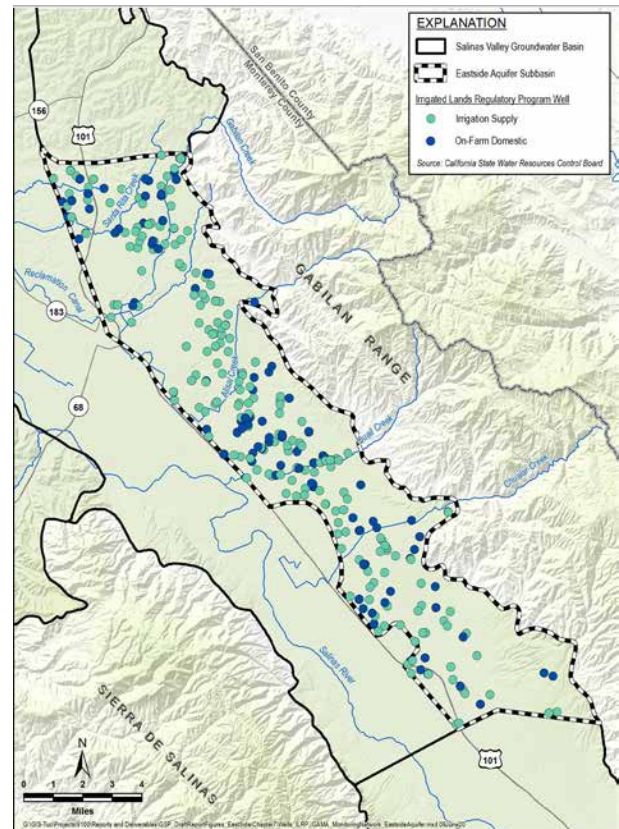 EXPLANATION
Salinas Valley Groundwater Basin
Eastside Aquifer Subbasin
Irrigated Lands Regulatory Program Well
Irrigation Supply
On-Farm Domestic
Source: California State Water Resources Control Board
San Benito County
Monterey County
156
101
Gabilan Creek
Santa Rita Creek
Reclamation Canal
183
GABILAN RANGE
Alisal Creek
68
Quail Creek
Chualar Creek
Salinas River
SIERRA DE SALINAS
101
N
0 1 2 3 4
Miles